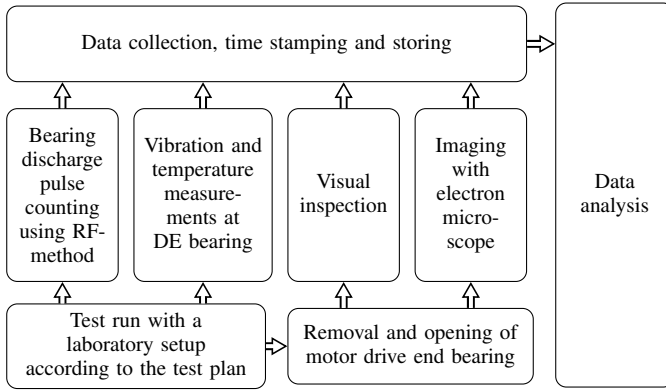 Data collection, time stamping and storing
Bearing
discharge
pulse
counting
using RF-
method
Vibration and
temperature
measure-
ments at
DE bearing
Visual
inspection
Imaging
with
electron
micro-
scope
Data
analysis
Test run with a
laboratory setup
according to the test plan
Removal and opening of
motor drive end bearing